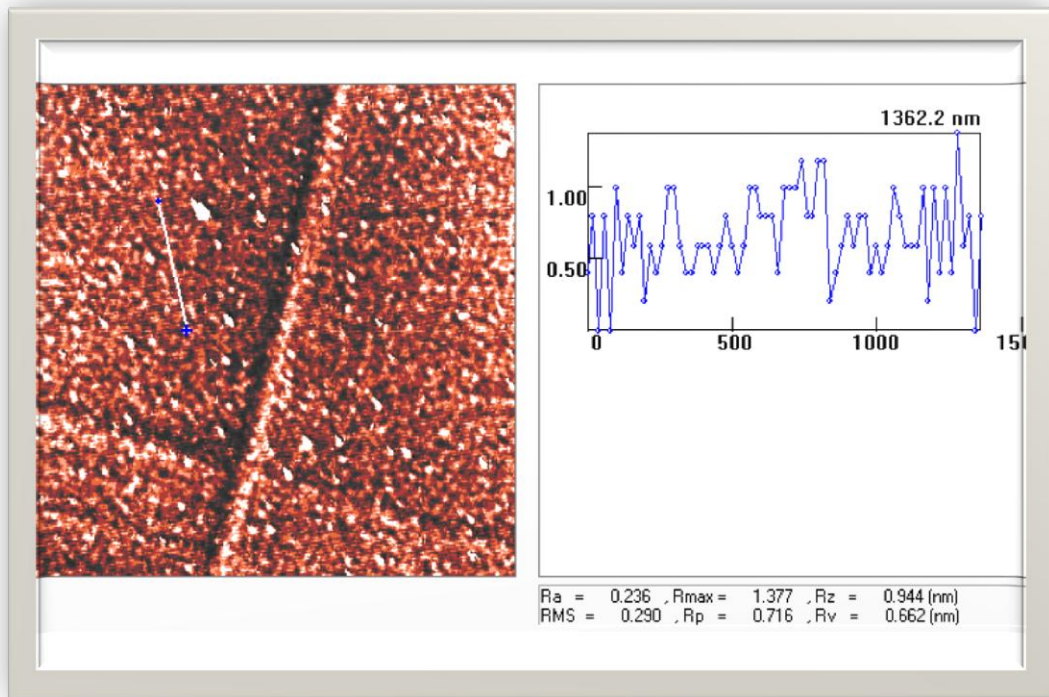 1362.2 nm
1.00
0.50
0 500 1000 150
Ra = 0.236 , Rmax = 1.377 , Rz = 0.944 (nm)
RMS = 0.290 , Rp = 0.716 , Rv = 0.662 (nm)